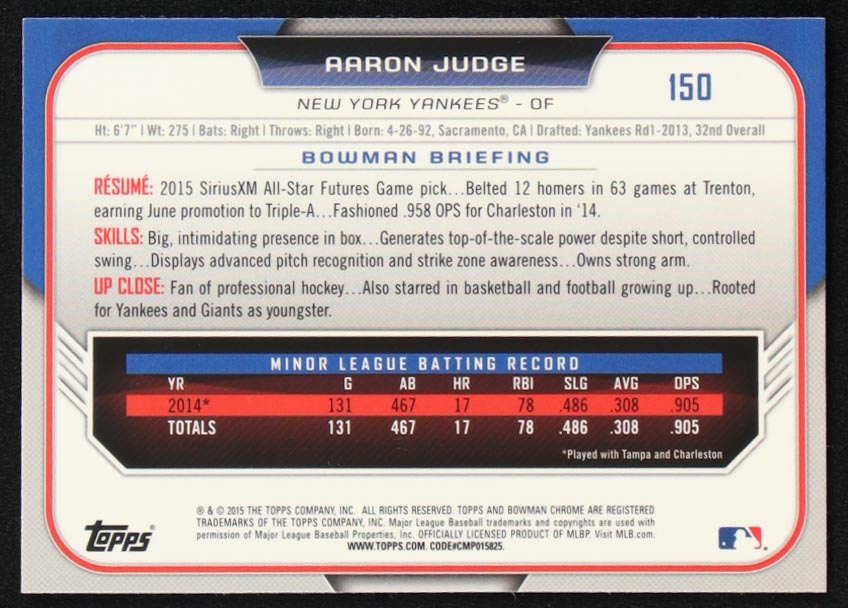 AARON JUDGE
150
NEW YORK YANKEES® - OF
Ht: 6'7" | Wt: 275 | Bats: Right | Throws: Right | Born: 4-26-92, Sacramento, CA | Drafted: Yankees Rd1-2013, 32nd Overall
BOWMAN BRIEFING
RÉSUMÉ: 2015 SiriusXM All-Star Futures Game pick...Belted 12 homers in 63 games at Trenton,
earning June promotion to Triple-A...Fashioned .958 OPS for Charleston in '14.
SKILLS: Big, intimidating presence in box...Generates top-of-the-scale power despite short, controlled
swing...Displays advanced pitch recognition and strike zone awareness...Owns strong arm.
UP CLOSE: Fan of professional hockey...Also starred in basketball and football growing up...Rooted
for Yankees and Giants as youngster.
MINOR LEAGUE BATTING RECORD
YR G AB HR RBI SLG AVG OPS
2014* 131 467 17 78 .486 .308 .905
TOTALS 131 467 17 78 .486 .308 .905
*Played with Tampa and Charleston
® & © 2015 THE TOPPS COMPANY, INC. ALL RIGHTS RESERVED. TOPPS AND BOWMAN CHROME ARE REGISTERED
TRADEMARKS OF THE TOPPS COMPANY, INC. Major League Baseball trademarks and copyrights are used with
permission of Major League Baseball Properties, Inc. OFFICIALLY LICENSED PRODUCT OF MLBP. Visit MLB.com.
WWW.TOPPS.COM. CODE#CMP015825.
TOPPS®